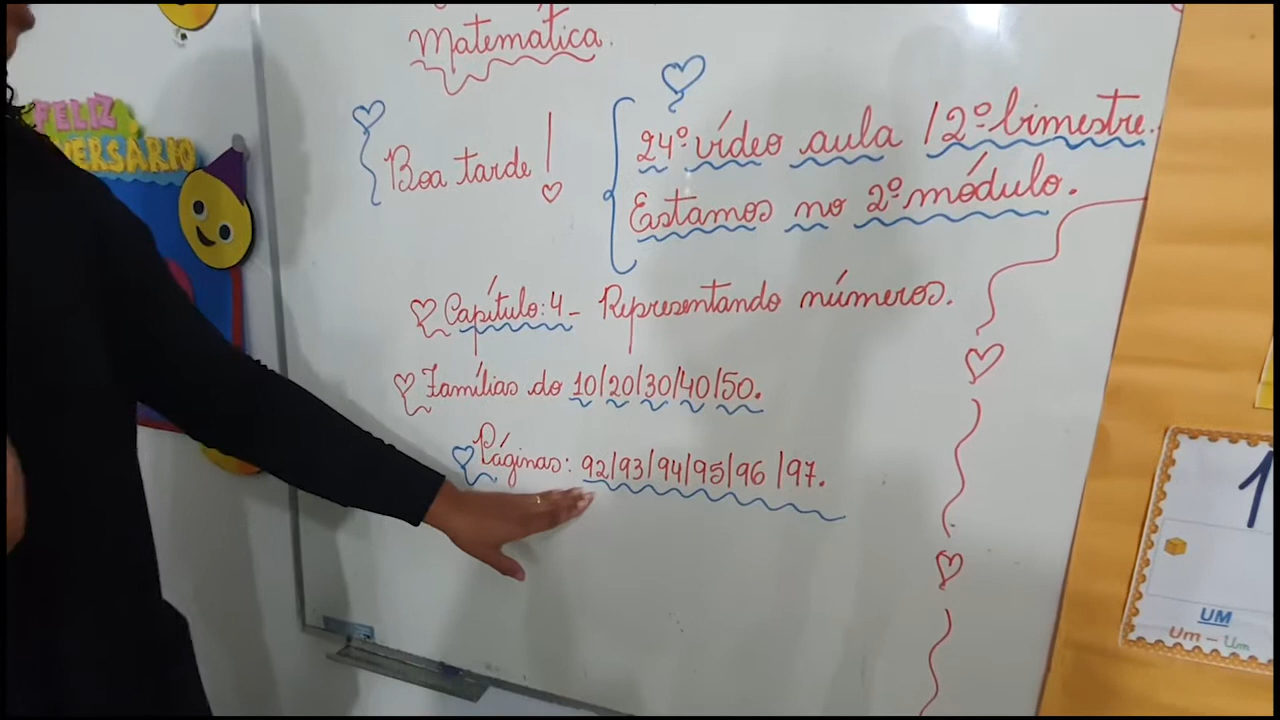 Matemática.
Boa tarde!
24º vídeo aula / 2º bimestre.
Estamos no 2º módulo.
Capítulo: 4 - Representando números.
Famílias do 10/20/30/40/50.
Páginas: 92/93/94/95/96/97.
FELIZ
VERSÁRIO
1
UM
Um - Um